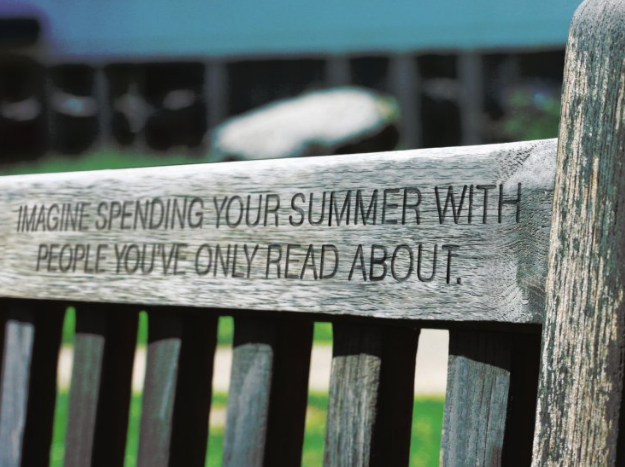 IMAGINE SPENDING YOUR SUMMER WITH
PEOPLE YOU'VE ONLY READ ABOUT.